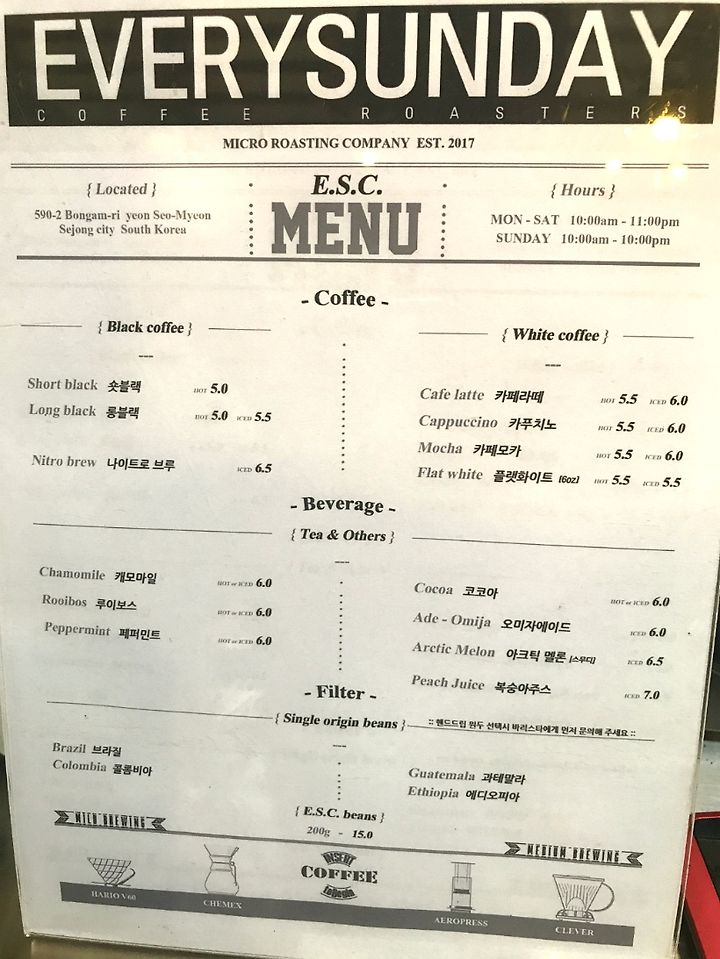 EVERYSUNDAY
COFFEE ROASTERS
MICRO ROASTING COMPANY EST. 2017
{ Located }
590-2 Bongam-ri yeon Seo-Myeon
Sejong city South Korea
E.S.C.
MENU
{ Hours }
MON - SAT 10:00am - 11:00pm
SUNDAY 10:00am - 10:00pm
- Coffee -
{ Black coffee }
Short black 숏블랙 HOT 5.0
Long black 롱블랙 HOT 5.0 ICED 5.5
Nitro brew 나이트로 브루 ICED 6.5
{ White coffee }
Cafe latte 카페라떼 HOT 5.5 ICED 6.0
Cappuccino 카푸치노 HOT 5.5 ICED 6.0
Mocha 카페모카 HOT 5.5 ICED 6.0
Flat white 플랫화이트 [6oz] HOT 5.5 ICED 5.5
- Beverage -
{ Tea & Others }
Chamomile 캐모마일 HOT or ICED 6.0
Rooibos 루이보스 HOT or ICED 6.0
Peppermint 페퍼민트 HOT or ICED 6.0
Cocoa 코코아 HOT or ICED 6.0
Ade - Omija 오미자에이드 ICED 6.0
Arctic Melon 아크틱 멜론 [스무디] ICED 6.5
Peach Juice 복숭아주스 ICED 7.0
- Filter -
{ Single origin beans }
:: 핸드드립 원두 선택시 바리스타에게 먼저 문의해 주세요 ::
Brazil 브라질
Colombia 콜롬비아
Guatemala 과테말라
Ethiopia 에디오피아
{ E.S.C. beans }
200g - 15.0
MILD BREWING
MEDIUM BREWING
HARIO V60
CHEMEX
INSERT
COFFEE
to Begin
AEROPRESS
CLEVER